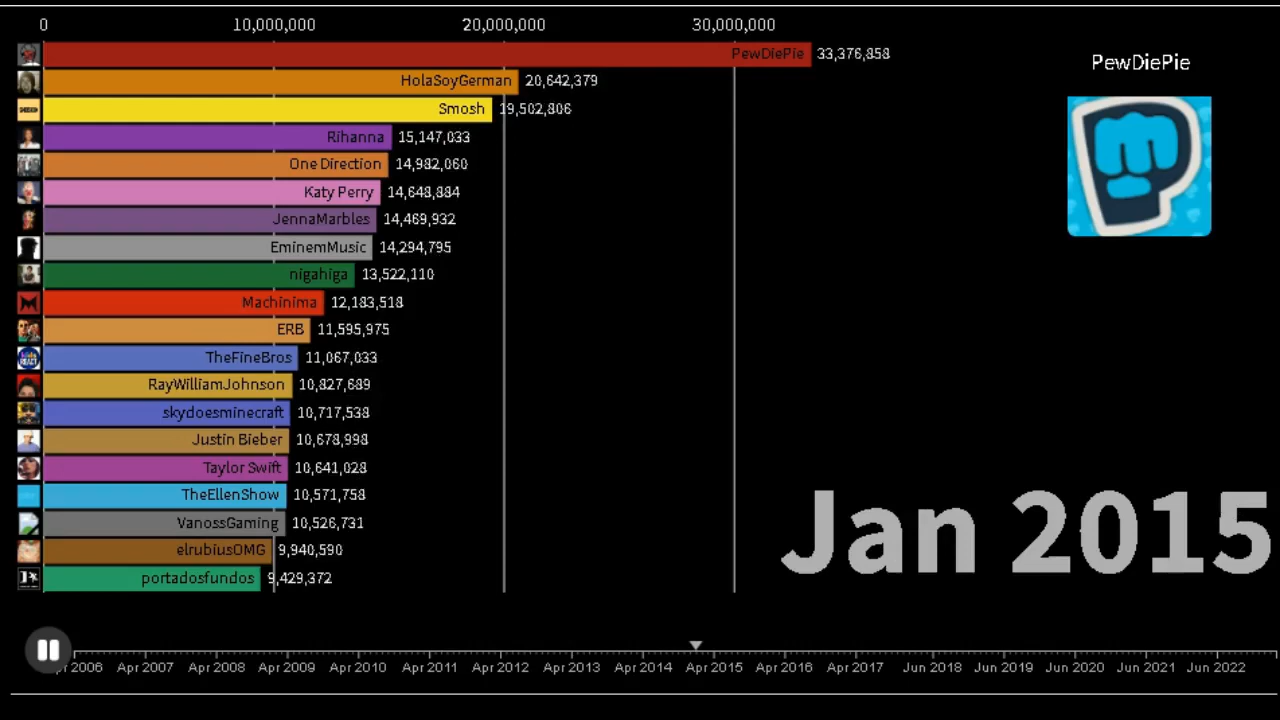 0 10,000,000 20,000,000 30,000,000
PewDiePie 33,376,858
PewDiePie
HolaSoyGerman 20,642,379
Smosh 19,502,806
Rihanna 15,147,033
One Direction 14,982,060
Katy Perry 14,648,884
JennaMarbles 14,469,932
EminemMusic 14,294,795
nigahiga 13,522,110
Machinima 12,183,518
ERB 11,595,975
TheFineBros 11,067,033
RayWilliamJohnson 10,827,689
skydoesminecraft 10,717,538
Justin Bieber 10,678,998
Taylor Swift 10,641,028
TheEllenShow 10,571,758
VanossGaming 10,526,731
elrubiusOMG 9,940,590
portadosfundos 9,429,372
Jan 2015
r 2006 Apr 2007 Apr 2008 Apr 2009 Apr 2010 Apr 2011 Apr 2012 Apr 2013 Apr 2014 Apr 2015 Apr 2016 Apr 2017 Jun 2018 Jun 2019 Jun 2020 Jun 2021 Jun 2022